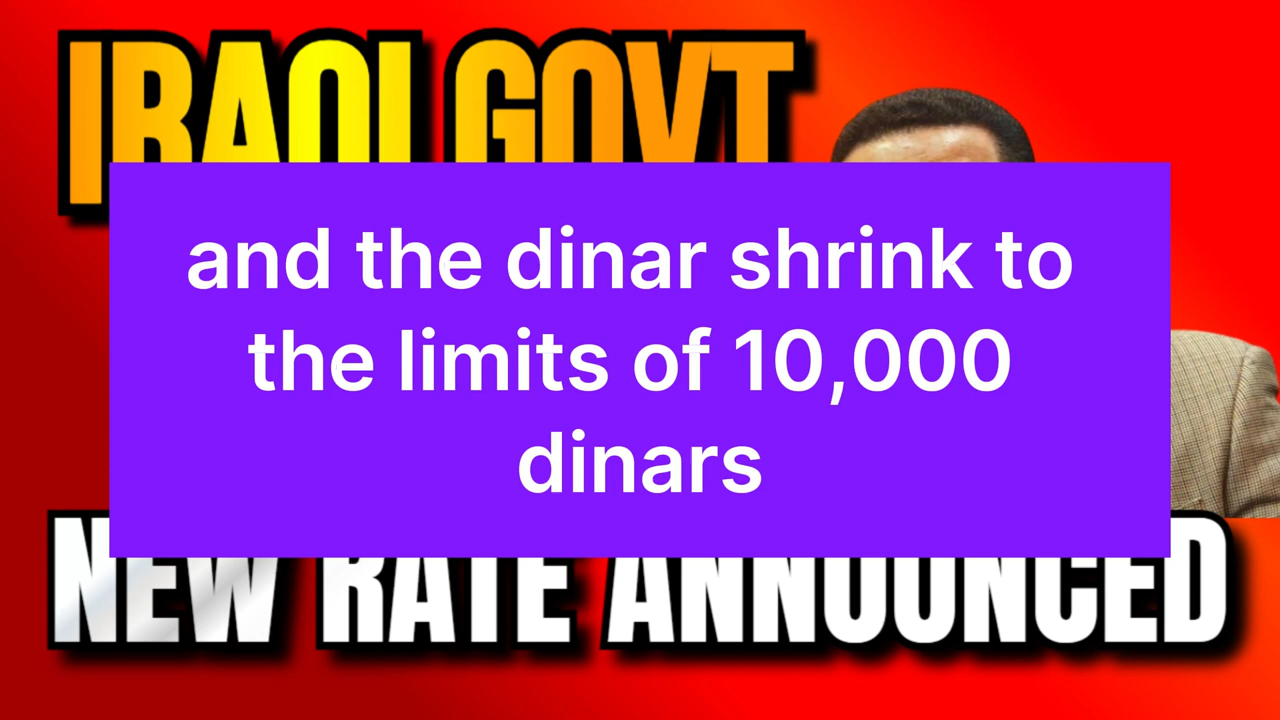 IRAQI GOVT
and the dinar shrink to
the limits of 10,000
dinars
NEW RATE ANNOUNCED